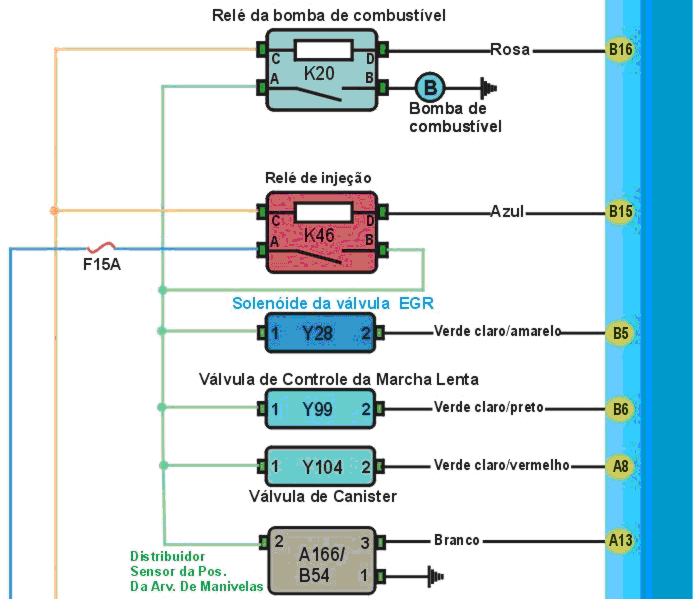 Relé da bomba de combustível
C D Rosa B16
K20
A B B
Bomba de
combustível
Relé de injeção
C D Azul B15
K46
A B
F15A
Solenóide da válvula EGR
1 Y28 2 Verde claro/amarelo B5
Válvula de Controle da Marcha Lenta
1 Y99 2 Verde claro/preto B6
1 Y104 2 Verde claro/vermelho A8
Válvula de Canister
2 A166/ 3 Branco A13
B54 1
Distribuidor
Sensor da Pos.
Da Arv. De Manivelas